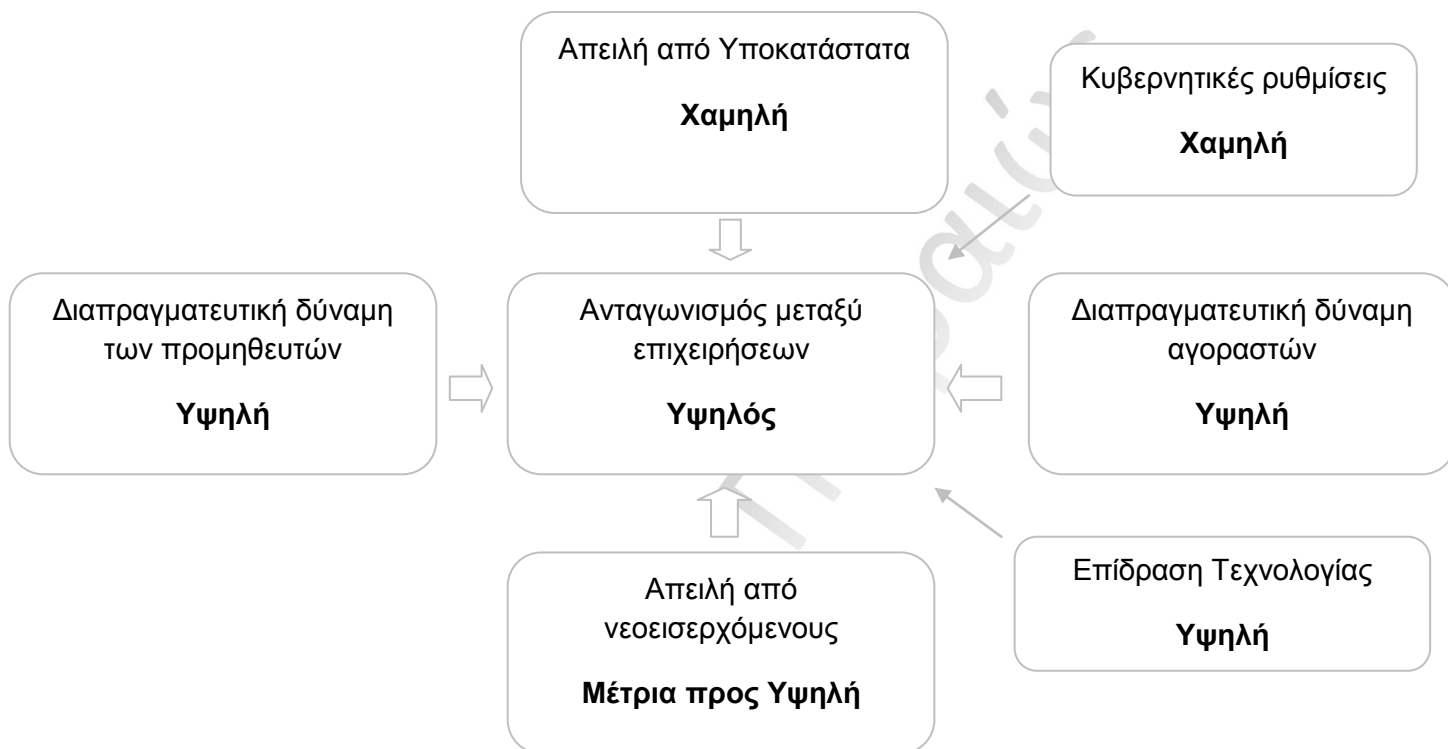 Απειλή από Υποκατάστατα
Χαμηλή
Κυβερνητικές ρυθμίσεις
Χαμηλή
Διαπραγματευτική δύναμη
των προμηθευτών
Υψηλή
Ανταγωνισμός μεταξύ
επιχειρήσεων
Υψηλός
Διαπραγματευτική δύναμη
αγοραστών
Υψηλή
Απειλή από
νεοεισερχόμενους
Μέτρια προς Υψηλή
Επίδραση Τεχνολογίας
Υψηλή